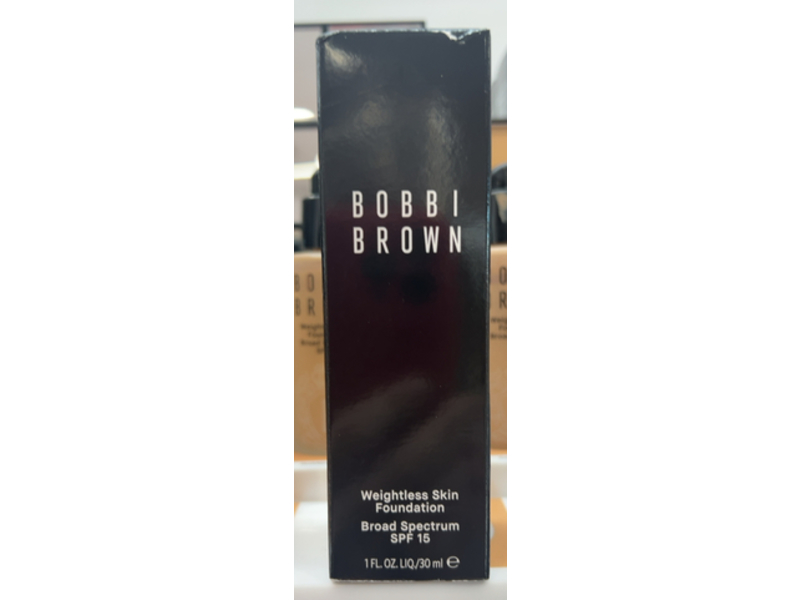 BOBBI
BROWN
Weightless Skin
Foundation
Broad Spectrum
SPF 15
1 FL. OZ. LIQ./30 ml ℮